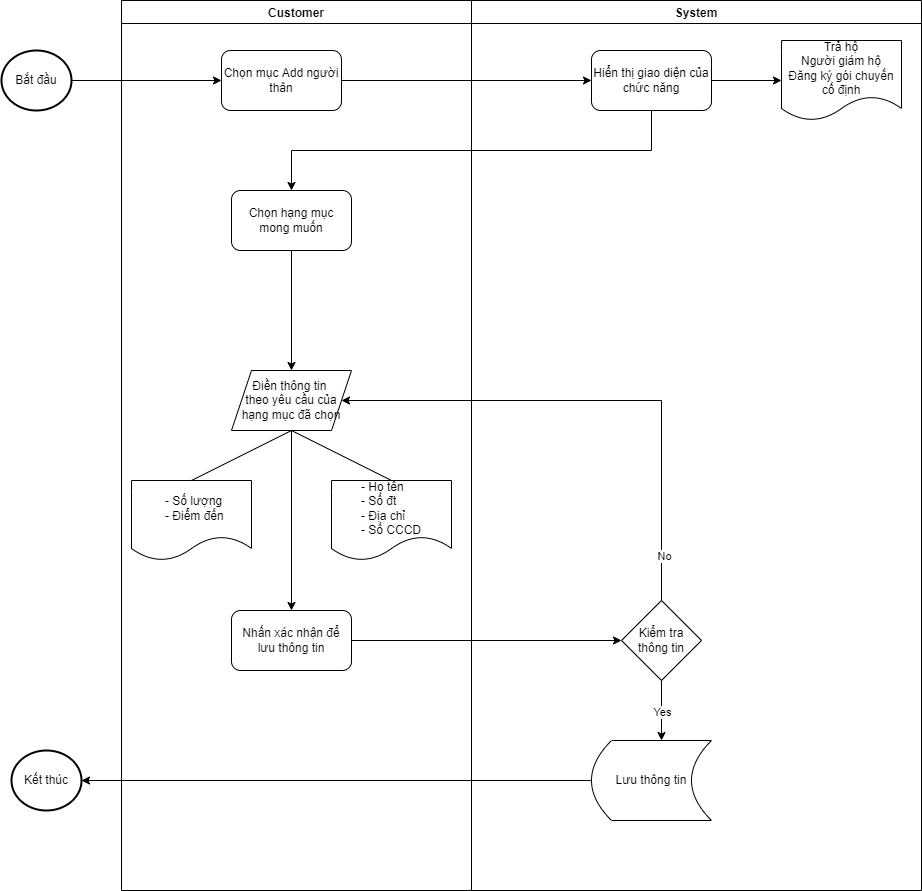 Customer
System
Bắt đầu
Chọn mục Add người
thân
Hiển thị giao diện của
chức năng
Trả hộ
Người giám hộ
Đăng ký gói chuyến
cố định
Chọn hạng mục
mong muốn
Điền thông tin
theo yêu cầu của
hạng mục đã chọn
- Số lượng
- Điểm đến
- Họ tên
- Số đt
- Địa chỉ
- Số CCCD
No
Nhấn xác nhận để
lưu thông tin
Kiểm tra
thông tin
Yes
Kết thúc
Lưu thông tin